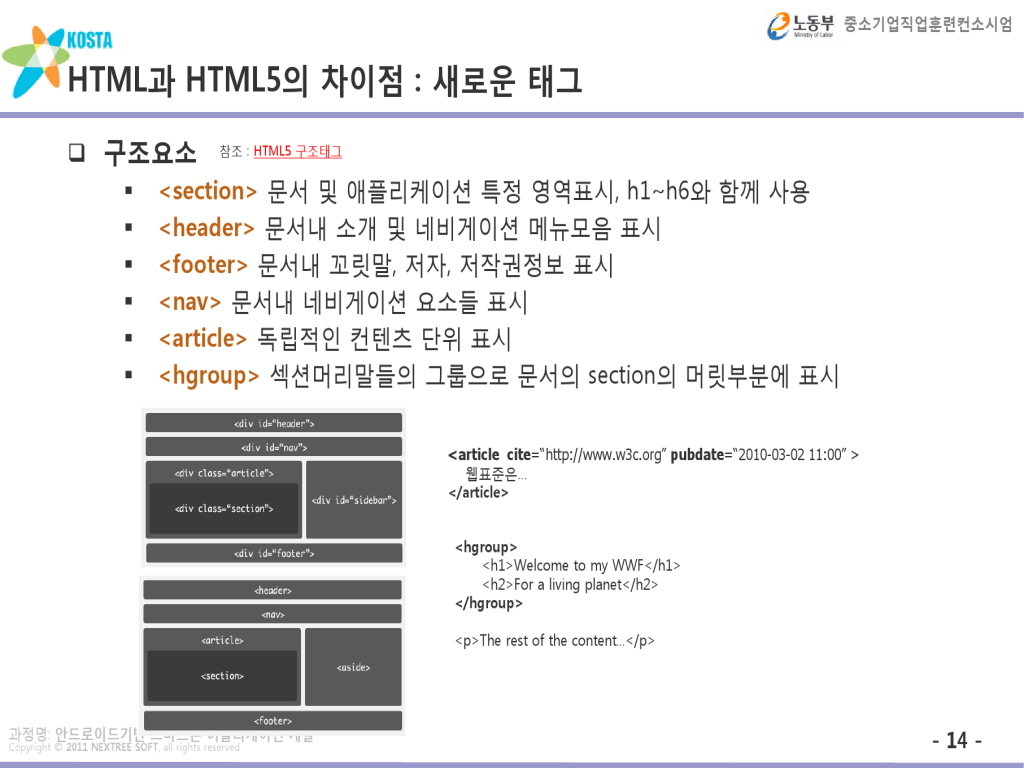 노동부
Ministry of Labor
중소기업직업훈련컨소시엄
KOSTA
HTML과 HTML5의 차이점 : 새로운 태그
❑ 구조요소 참조 : HTML5 구조태그
▪ <section> 문서 및 애플리케이션 특정 영역표시, h1~h6와 함께 사용
▪ <header> 문서내 소개 및 네비게이션 메뉴모음 표시
▪ <footer> 문서내 꼬릿말, 저자, 저작권정보 표시
▪ <nav> 문서내 네비게이션 요소들 표시
▪ <article> 독립적인 컨텐츠 단위 표시
▪ <hgroup> 섹션머리말들의 그룹으로 문서의 section의 머릿부분에 표시
<div id="header">
<div id="nav">
<div class="article">
<div class="section">
<div id="sidebar">
<div id="footer">
<header>
<nav>
<article>
<section>
<aside>
<footer>
<article cite="http://www.w3c.org" pubdate="2010-03-02 11:00" >
웹표준은...
</article>
<hgroup>
<h1>Welcome to my WWF</h1>
<h2>For a living planet</h2>
</hgroup>
<p>The rest of the content...</p>
과정명: 안드로이드기반
Copyright © 2011 NEXTREE SOFT, all rights reserved
- 14 -